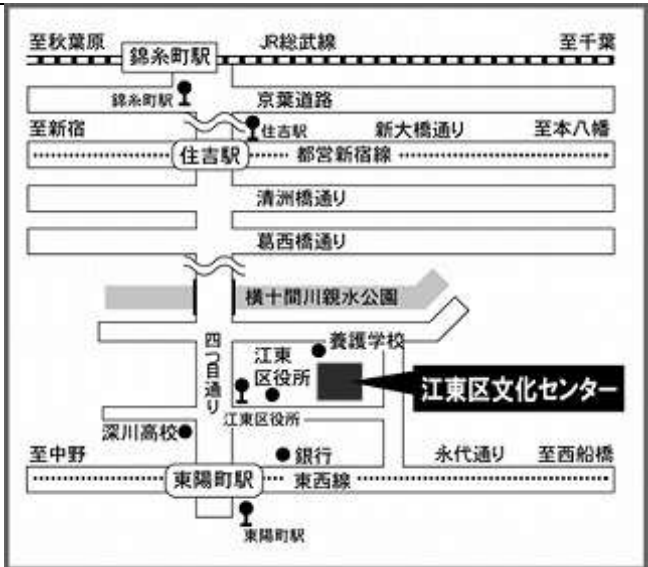 至秋葉原
JR総武線
至千葉
錦糸町駅
錦糸町駅
京葉道路
至新宿
住吉駅
新大橋通り
至本八幡
住吉駅
都営新宿線
清洲橋通り
葛西橋通り
横十間川親水公園
四つ目通り
養護学校
江東
区役所
江東区文化センター
江東区役所
深川高校
至中野
銀行
永代通り
至西船橋
東陽町駅
東西線
東陽町駅